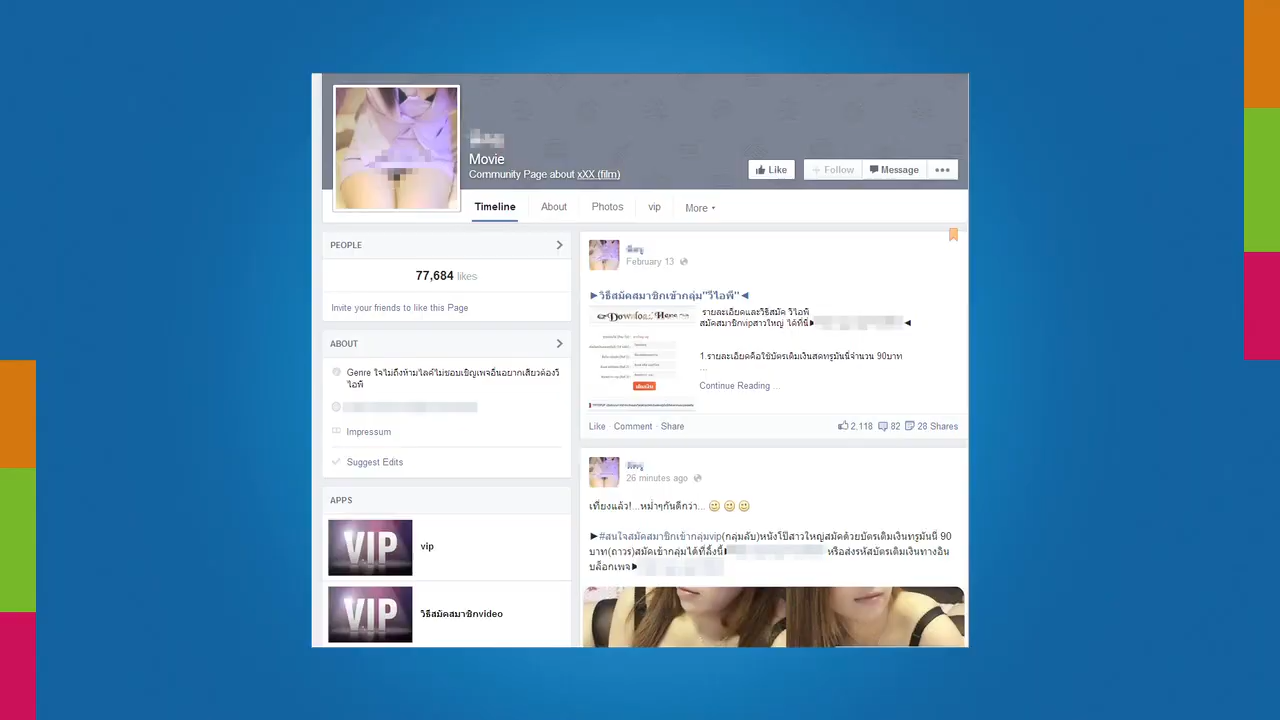 Movie
Community Page about xXX (film)
Like
Follow
Message
Timeline
About
Photos
vip
More
PEOPLE
77,684 likes
Invite your friends to like this Page
ABOUT
Genre ใจไม่ถึงห้ามไลค์ไม่ชอบเชิญเพจอื่นอยากเสียวต้องวี
ไอพี
Impressum
Suggest Edits
APPS
VIP
vip
VIP
วิธีสมัคสมาชิกvideo
February 13
►วิธีสมัคสมาชิกเข้ากลุ่ม"วีไอพี"◄
รายละเอียดและวิธีสมัค วีไอพี
สมัคสมาชิกvipสาวใหญ่ ได้ที่นี้►
◄
1.รายละเอียดคือใช้บัตรเติมเงินสดทรูมันนี่จำนวน 90บาท
...
Continue Reading ...
Like · Comment · Share
2,118
82
28 Shares
26 minutes ago
เที่ยงแล้ว!...หม่ำๆกันดีกว่า...
►#สนใจสมัคสมาชิกเข้ากลุ่มvip(กลุ่มลับ)หนังโป๊สาวใหญ่สมัคด้วยบัตรเติมเงินทรูมันนี่ 90
บาท(ถาวร)สมัคเข้ากลุ่มได้ที่ลิ้งนี้► หรือส่งรหัสบัตรเติมเงินทางอิน
บล็อกเพจ►